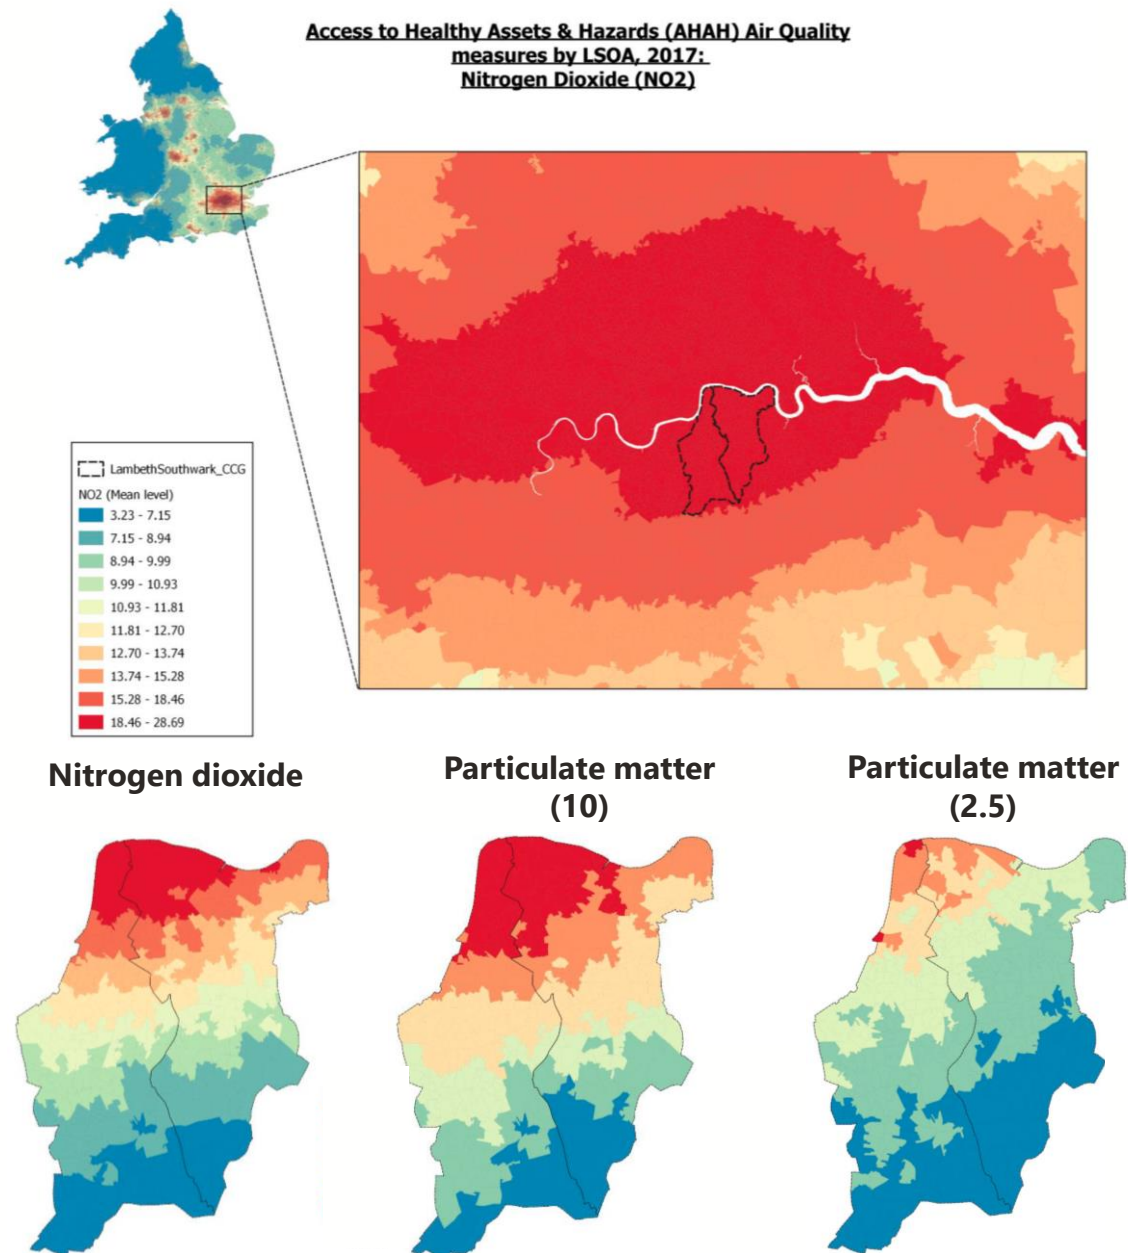 Access to Healthy Assets & Hazards (AHAH) Air Quality
measures by LSOA, 2017:
Nitrogen Dioxide (NO2)
LambethSouthwark_CCG
NO2 (Mean level)
3.23 - 7.15
7.15 - 8.94
8.94 - 9.99
9.99 - 10.93
10.93 - 11.81
11.81 - 12.70
12.70 - 13.74
13.74 - 15.28
15.28 - 18.46
18.46 - 28.69
Nitrogen dioxide
Particulate matter
(10)
Particulate matter
(2.5)